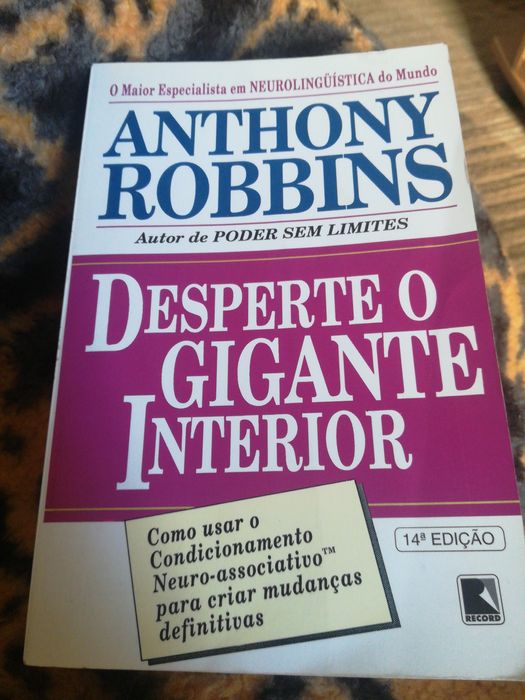 O Maior Especialista em NEUROLINGÜÍSTICA do Mundo
ANTHONY
ROBBINS
Autor de PODER SEM LIMITES
DESPERTE O
GIGANTE
INTERIOR
Como usar o
Condicionamento
Neuro-associativo™
para criar mudanças
definitivas
14ª EDIÇÃO
R
RECORD